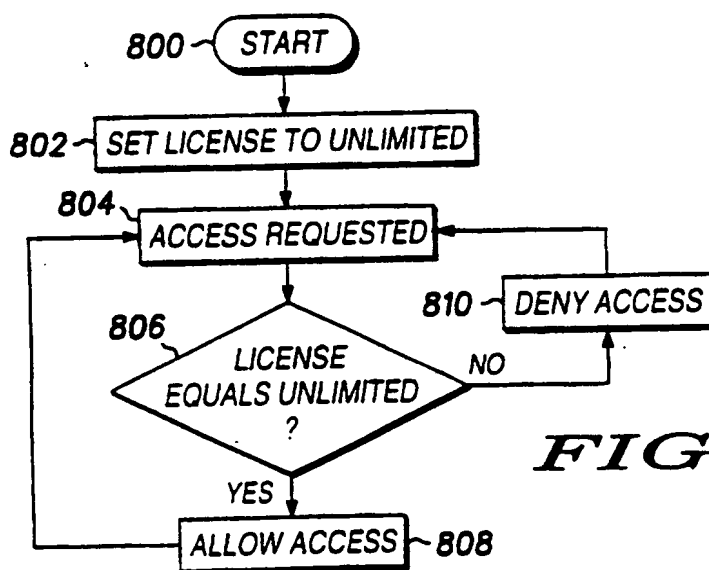 800
START
802
SET LICENSE TO UNLIMITED
804
ACCESS REQUESTED
810
DENY ACCESS
806
LICENSE
EQUALS UNLIMITED
?
NO
FIG
YES
ALLOW ACCESS
808